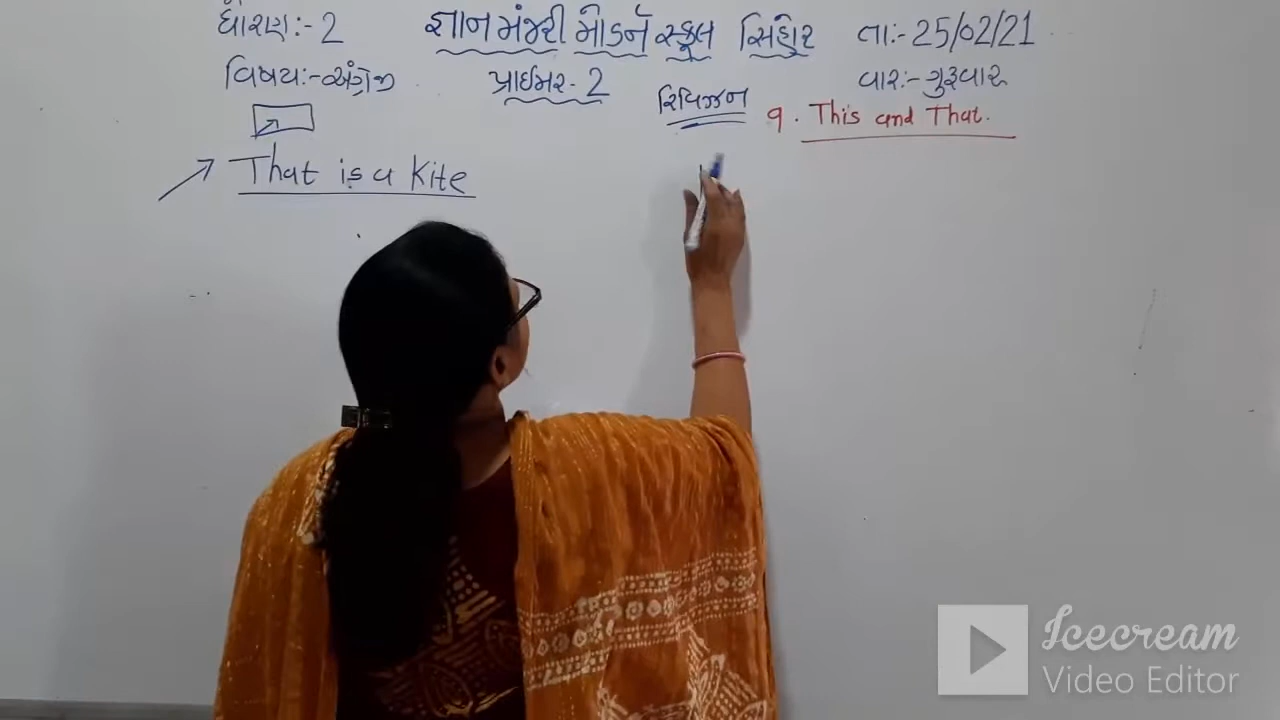 ધોરણ:- 2 જ્ઞાનમંજરી મોડર્ન સ્કૂલ સિહોર તા:- 25/02/21
વિષય:- અંગ્રેજી પ્રાઈમર - 2 વાર:- ગુરૂવાર
રિવિઝન 9. This and That.
That is a Kite
Icecream
Video Editor